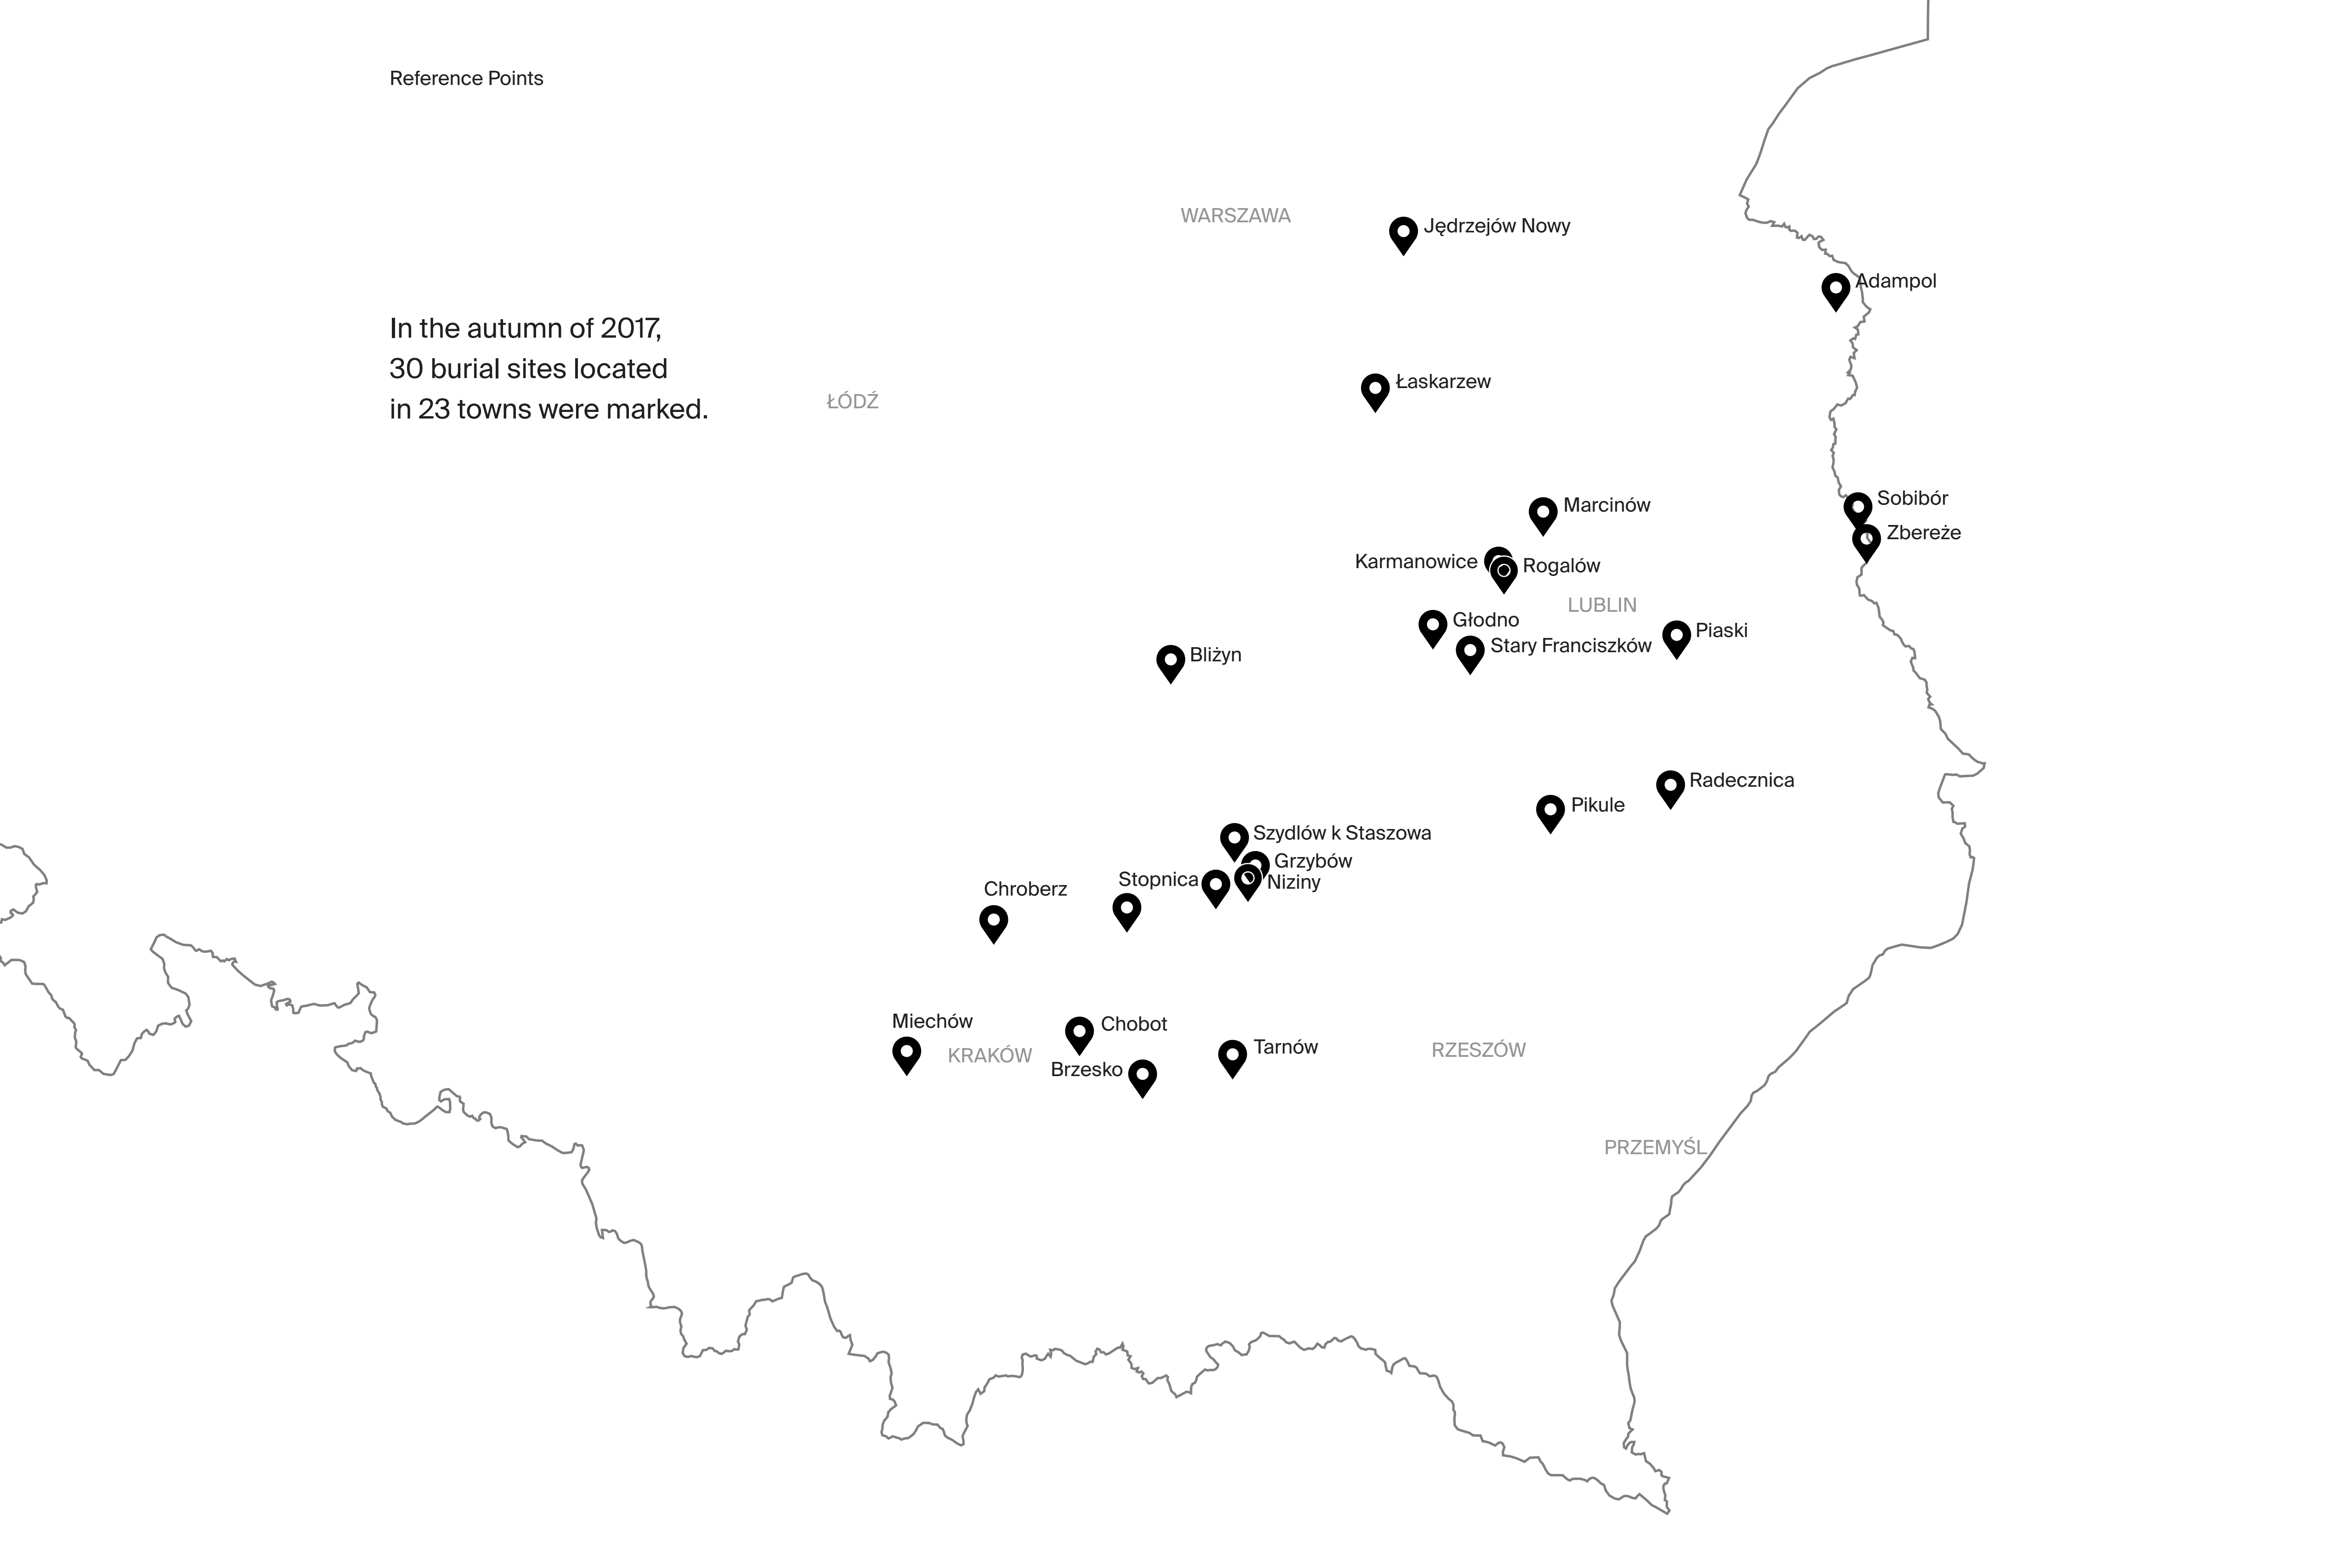 Reference Points
WARSZAWA
Jędrzejów Nowy
Adampol
In the autumn of 2017,
30 burial sites located
in 23 towns were marked.
ŁÓDŹ
Łaskarzew
Sobibór
Marcinów
Zbereże
Karmanowice
Rogalów
LUBLIN
Głodno
Piaski
Stary Franciszków
Bliżyn
Radecznica
Pikule
Szydlów k Staszowa
Grzybów
Stopnica
Niziny
Chroberz
Miechów
Chobot
KRAKÓW
Tarnów
RZESZÓW
Brzesko
PRZEMYŚL